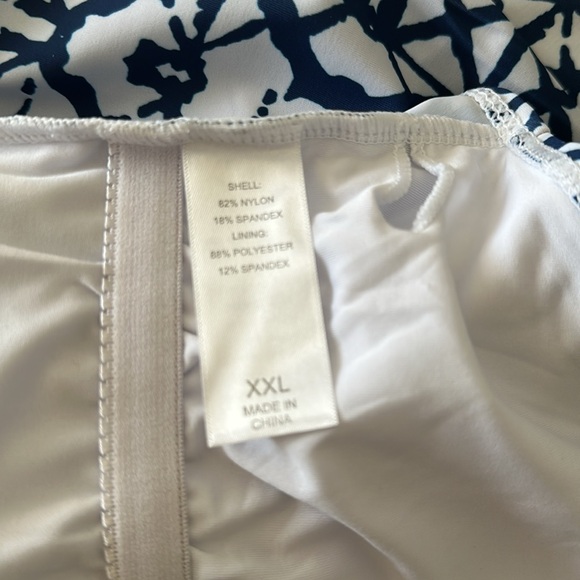 SHELL:
82% NYLON
18% SPANDEX
LINING:
88% POLYESTER
12% SPANDEX
XXL
MADE IN
CHINA